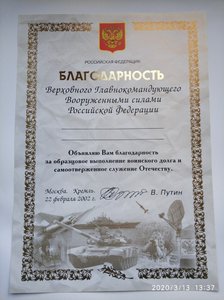 РОССИЙСКАЯ ФЕДЕРАЦИЯ
БЛАГОДАРНОСТЬ
Верховного Главнокомандующего
Вооруженными силами
Российской Федерации
Объявляю Вам благодарность
за образцовое выполнение воинского долга и
самоотверженное служение Отечеству.
Москва. Кремль.
22 февраля 2002 г.
В. Путин
2020/3/13 13:37